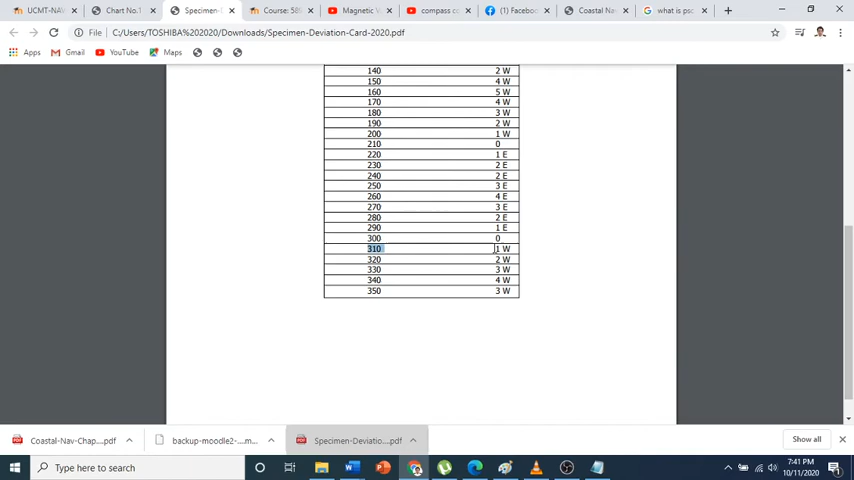 UCMT-NAV
Chart No.1
Specimen-D
Course: 5BS
Magnetic V
compass co
(1) Facebook
Coastal Nav
what is psc
File
C:/Users/TOSHIBA%202020/Downloads/Specimen-Deviation-Card-2020.pdf
Apps
Gmail
YouTube
Maps
140 2 W
150 4 W
160 5 W
170 4 W
180 3 W
190 2 W
200 1 W
210 0
220 1 E
230 2 E
240 2 E
250 3 E
260 4 E
270 3 E
280 2 E
290 1 E
300 0
310 1 W
320 2 W
330 3 W
340 4 W
350 3 W
Coastal-Nav-Chap....pdf
backup-moodle2-....m...
Specimen-Deviatio....pdf
Show all
Type here to search
7:41 PM
10/11/2020